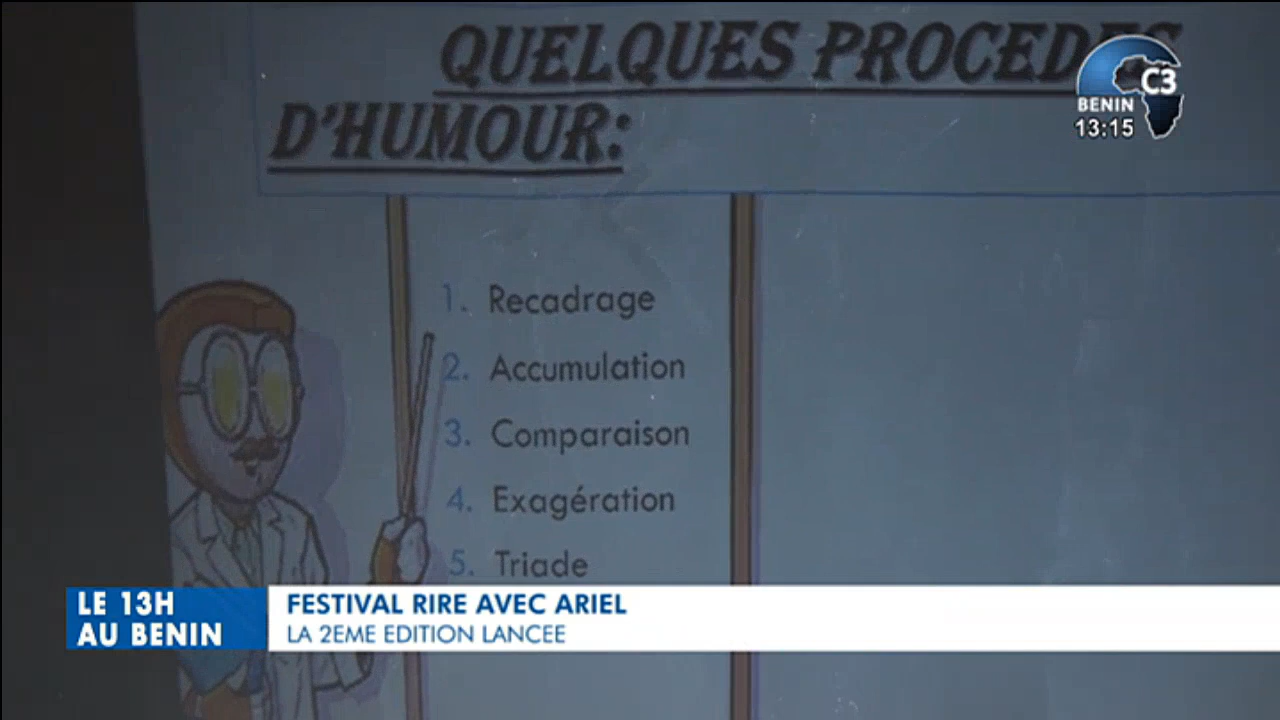 QUELQUES PROCEDES
D'HUMOUR:
C3
BENIN
13:15
1. Recadrage
2. Accumulation
3. Comparaison
4. Exagération
5. Triade
LE 13H
AU BENIN
FESTIVAL RIRE AVEC ARIEL
LA 2EME EDITION LANCEE